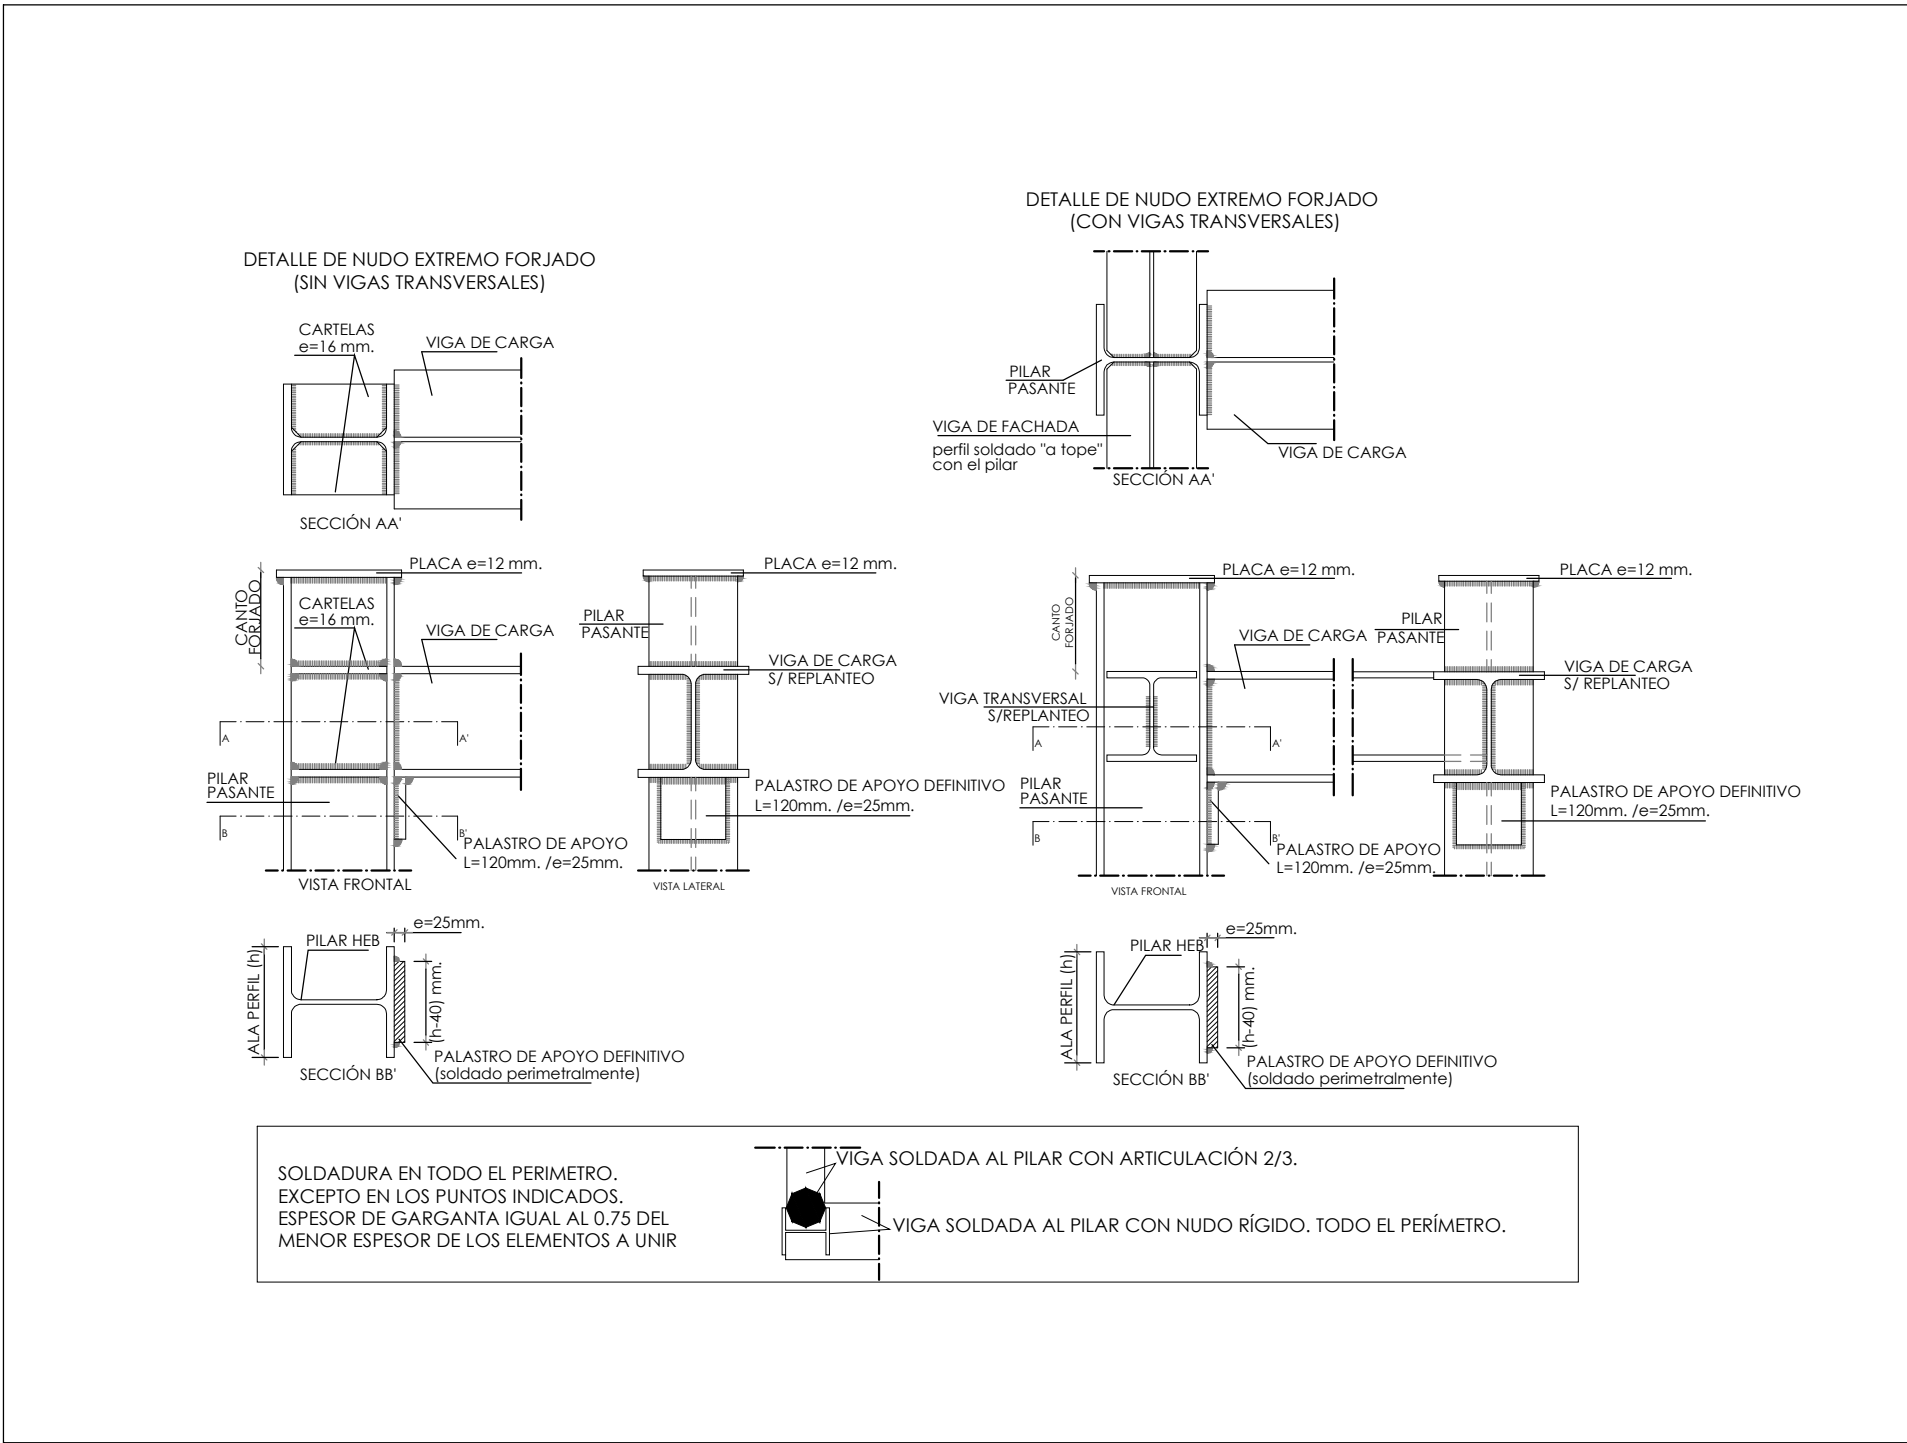 DETALLE DE NUDO EXTREMO FORJADO
(SIN VIGAS TRANSVERSALES)
CARTELAS
e=16 mm.
VIGA DE CARGA
SECCIÓN AA'
PLACA e=12 mm.
CANTO
FORJADO
CARTELAS
e=16 mm.
VIGA DE CARGA
A
A'
PILAR
PASANTE
B
B'
PALASTRO DE APOYO
L=120mm. /e=25mm.
VISTA FRONTAL
PLACA e=12 mm.
PILAR
PASANTE
VIGA DE CARGA
S/ REPLANTEO
PALASTRO DE APOYO DEFINITIVO
L=120mm. /e=25mm.
VISTA LATERAL
e=25mm.
PILAR HEB
ALA PERFIL (h)
(h-40) mm.
PALASTRO DE APOYO DEFINITIVO
(soldado perimetralmente)
SECCIÓN BB'
DETALLE DE NUDO EXTREMO FORJADO
(CON VIGAS TRANSVERSALES)
PILAR
PASANTE
VIGA DE FACHADA
perfil soldado "a tope"
con el pilar
VIGA DE CARGA
SECCIÓN AA'
PLACA e=12 mm.
CANTO
FORJADO
VIGA DE CARGA
VIGA TRANSVERSAL
S/REPLANTEO
A
A'
PILAR
PASANTE
B
B'
PALASTRO DE APOYO
L=120mm. /e=25mm.
VISTA FRONTAL
PLACA e=12 mm.
PILAR
PASANTE
VIGA DE CARGA
S/ REPLANTEO
PALASTRO DE APOYO DEFINITIVO
L=120mm. /e=25mm.
e=25mm.
PILAR HEB
ALA PERFIL (h)
(h-40) mm.
PALASTRO DE APOYO DEFINITIVO
(soldado perimetralmente)
SECCIÓN BB'
SOLDADURA EN TODO EL PERIMETRO.
EXCEPTO EN LOS PUNTOS INDICADOS.
ESPESOR DE GARGANTA IGUAL AL 0.75 DEL
MENOR ESPESOR DE LOS ELEMENTOS A UNIR
VIGA SOLDADA AL PILAR CON ARTICULACIÓN 2/3.
VIGA SOLDADA AL PILAR CON NUDO RÍGIDO. TODO EL PERÍMETRO.